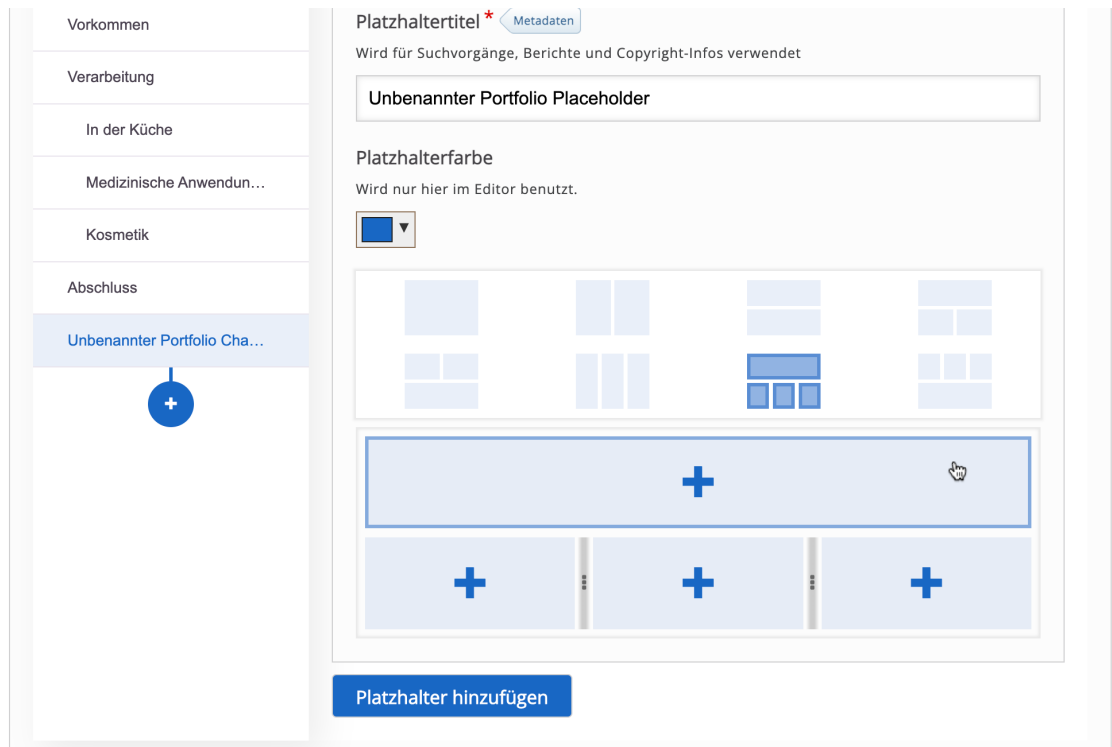 Vorkommen
Verarbeitung
In der Küche
Medizinische Anwendun…
Kosmetik
Abschluss
Unbenannter Portfolio Cha…
Platzhaltertitel * Metadaten
Wird für Suchvorgänge, Berichte und Copyright-Infos verwendet
Unbenannter Portfolio Placeholder
Platzhalterfarbe
Wird nur hier im Editor benutzt.
Platzhalter hinzufügen